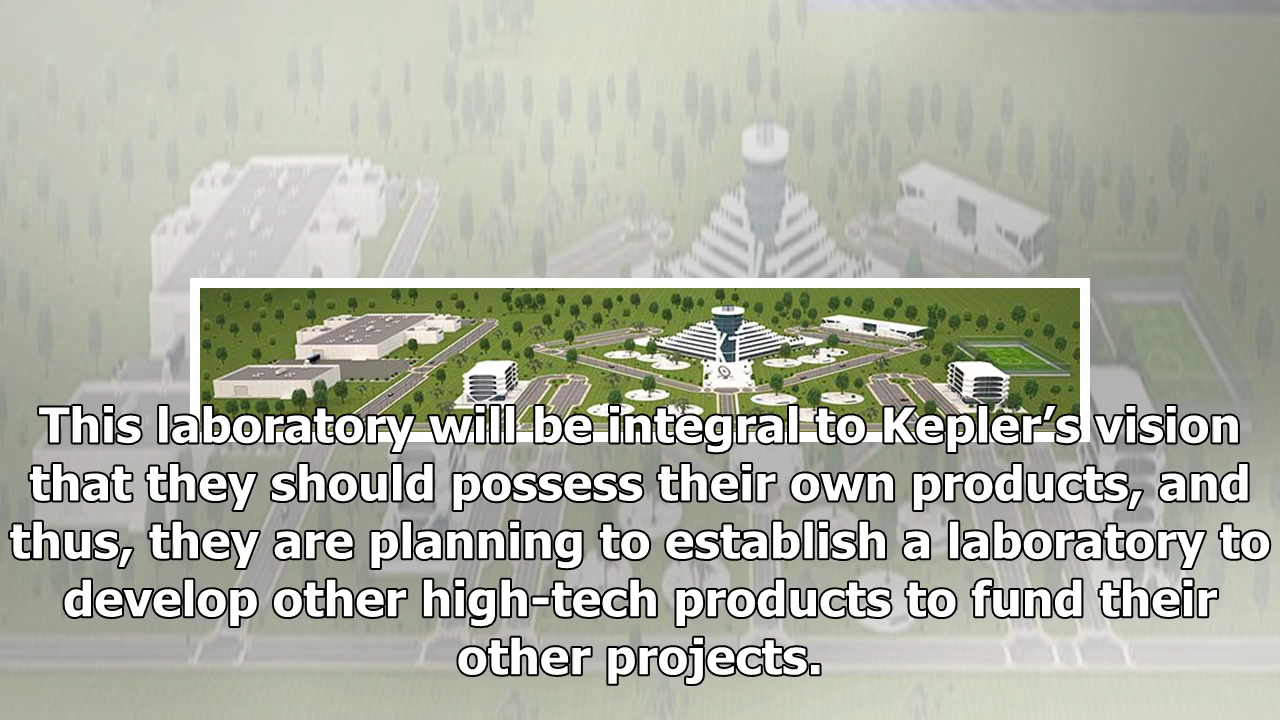 This laboratory will be integral to Kepler’s vision
that they should possess their own products, and
thus, they are planning to establish a laboratory to
develop other high-tech products to fund their
other projects.